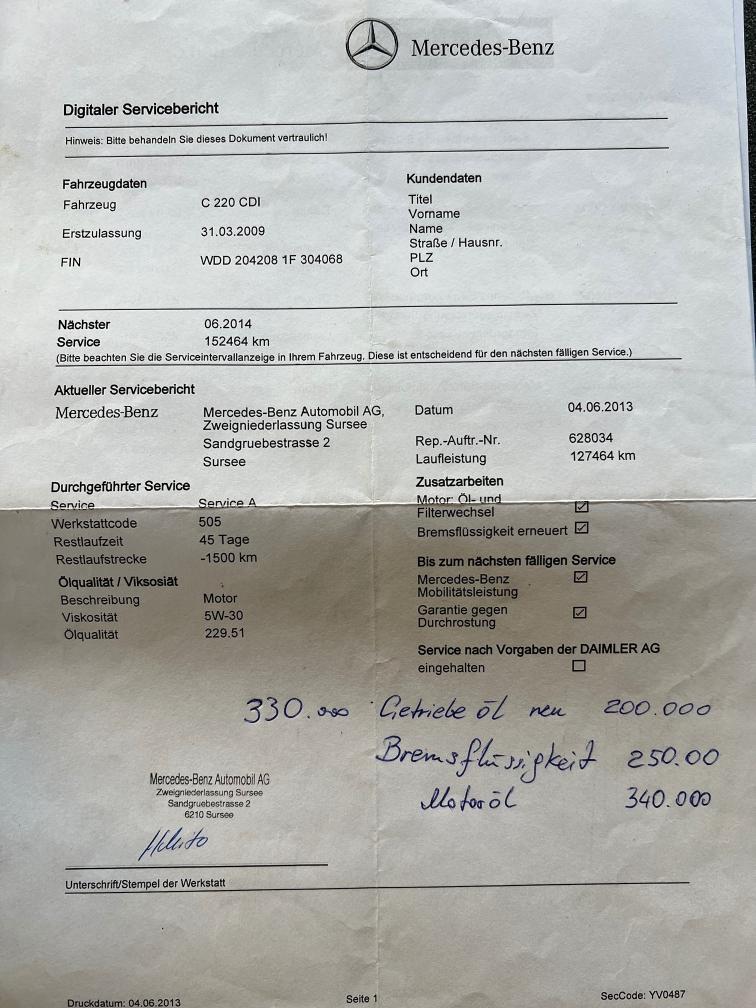 Mercedes-Benz
Digitaler Servicebericht
Hinweis: Bitte behandeln Sie dieses Dokument vertraulich!
Fahrzeugdaten
Fahrzeug C 220 CDI
Erstzulassung 31.03.2009
FIN WDD 204208 1F 304068
Kundendaten
Titel
Vorname
Name
Straße / Hausnr.
PLZ
Ort
Nächster 06.2014
Service 152464 km
(Bitte beachten Sie die Serviceintervallanzeige in Ihrem Fahrzeug. Diese ist entscheidend für den nächsten fälligen Service.)
Aktueller Servicebericht
Mercedes-Benz Mercedes-Benz Automobil AG,
Zweigniederlassung Sursee
Sandgruebestrasse 2
Sursee
Datum 04.06.2013
Rep.-Auftr.-Nr. 628034
Laufleistung 127464 km
Durchgeführter Service
Service Service A
Werkstattcode 505
Restlaufzeit 45 Tage
Restlaufstrecke -1500 km
Ölqualität / Viksosiät
Beschreibung Motor
Viskosität 5W-30
Ölqualität 229.51
Zusatzarbeiten
Motor: Öl- und
Filterwechsel
Bremsflüssigkeit erneuert
Bis zum nächsten fälligen Service
Mercedes-Benz
Mobilitätsleistung
Garantie gegen
Durchrostung
Service nach Vorgaben der DAIMLER AG
eingehalten
330.000 Getriebe öl neu 200.000
Bremsflüssigkeit 250.00
Motoröl 340.000
Mercedes-Benz Automobil AG
Zweigniederlassung Sursee
Sandgruebestrasse 2
6210 Sursee
Unterschrift/Stempel der Werkstatt
Druckdatum: 04.06.2013 Seite 1 SecCode: YV0487